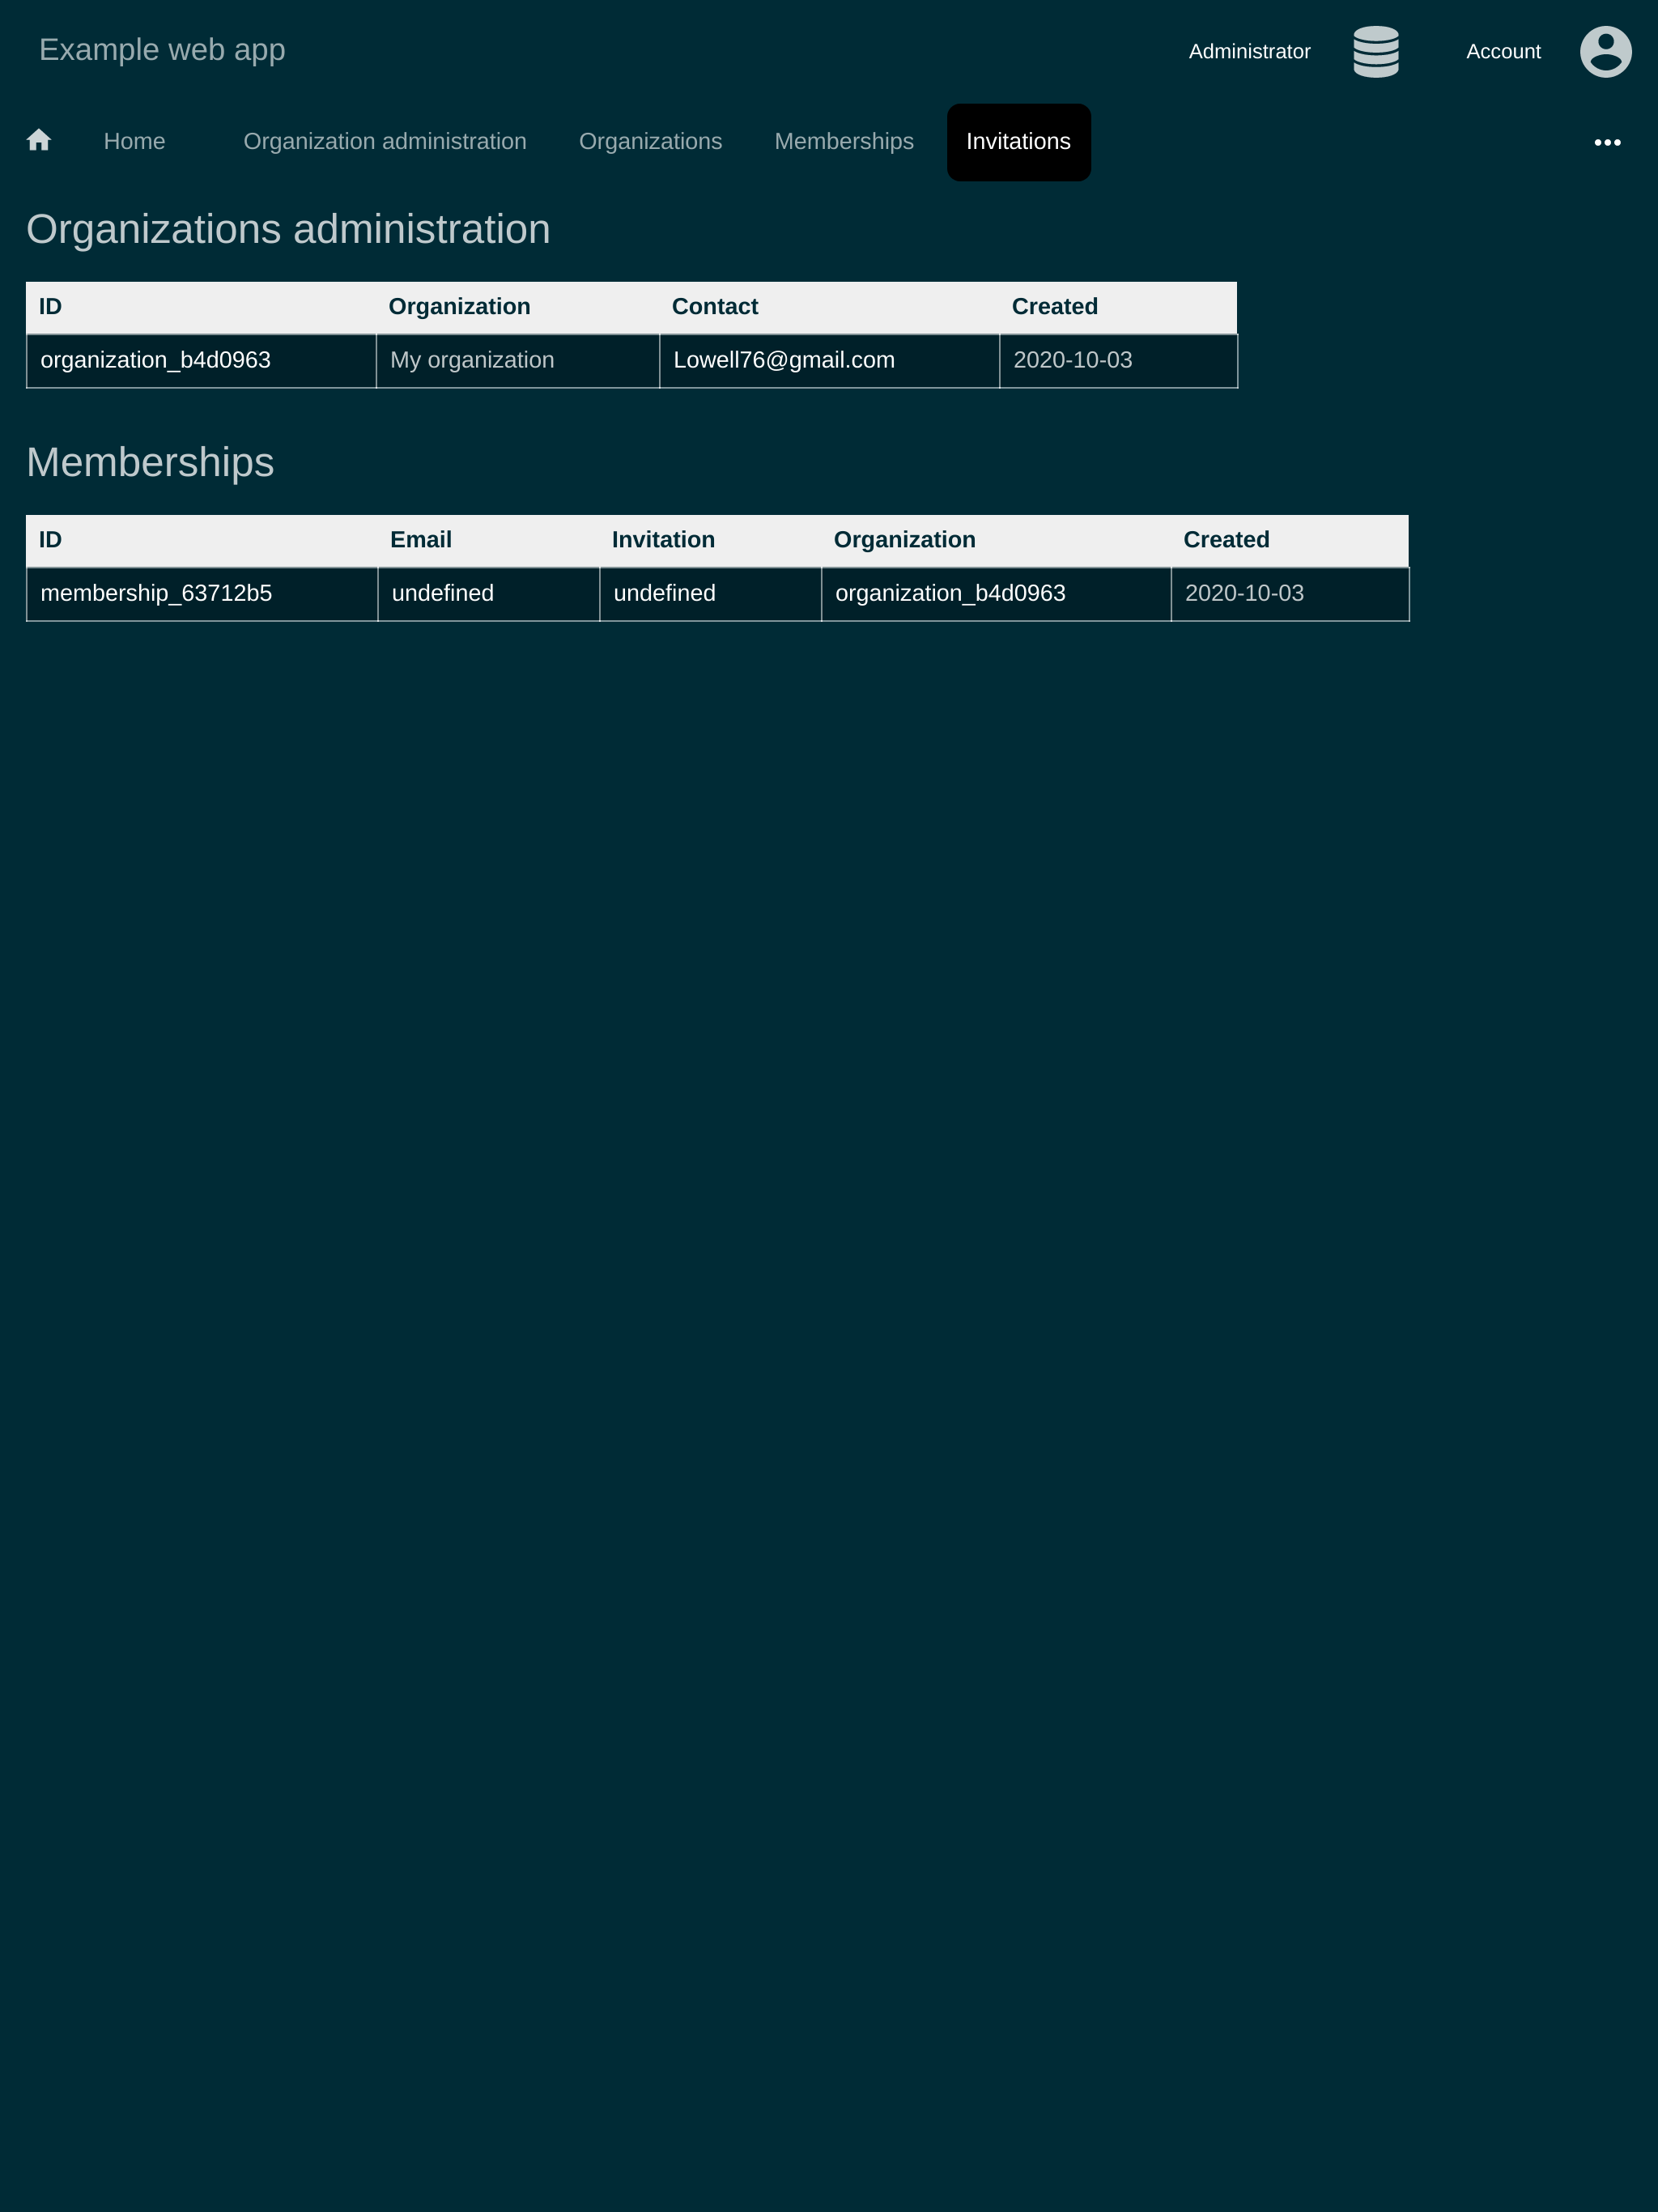 Example web app
Administrator
Account
Home
Organization administration
Organizations
Memberships
Invitations
Organizations administration
ID Organization Contact Created
organization_b4d0963 My organization Lowell76@gmail.com 2020-10-03
Memberships
ID Email Invitation Organization Created
membership_63712b5 undefined undefined organization_b4d0963 2020-10-03